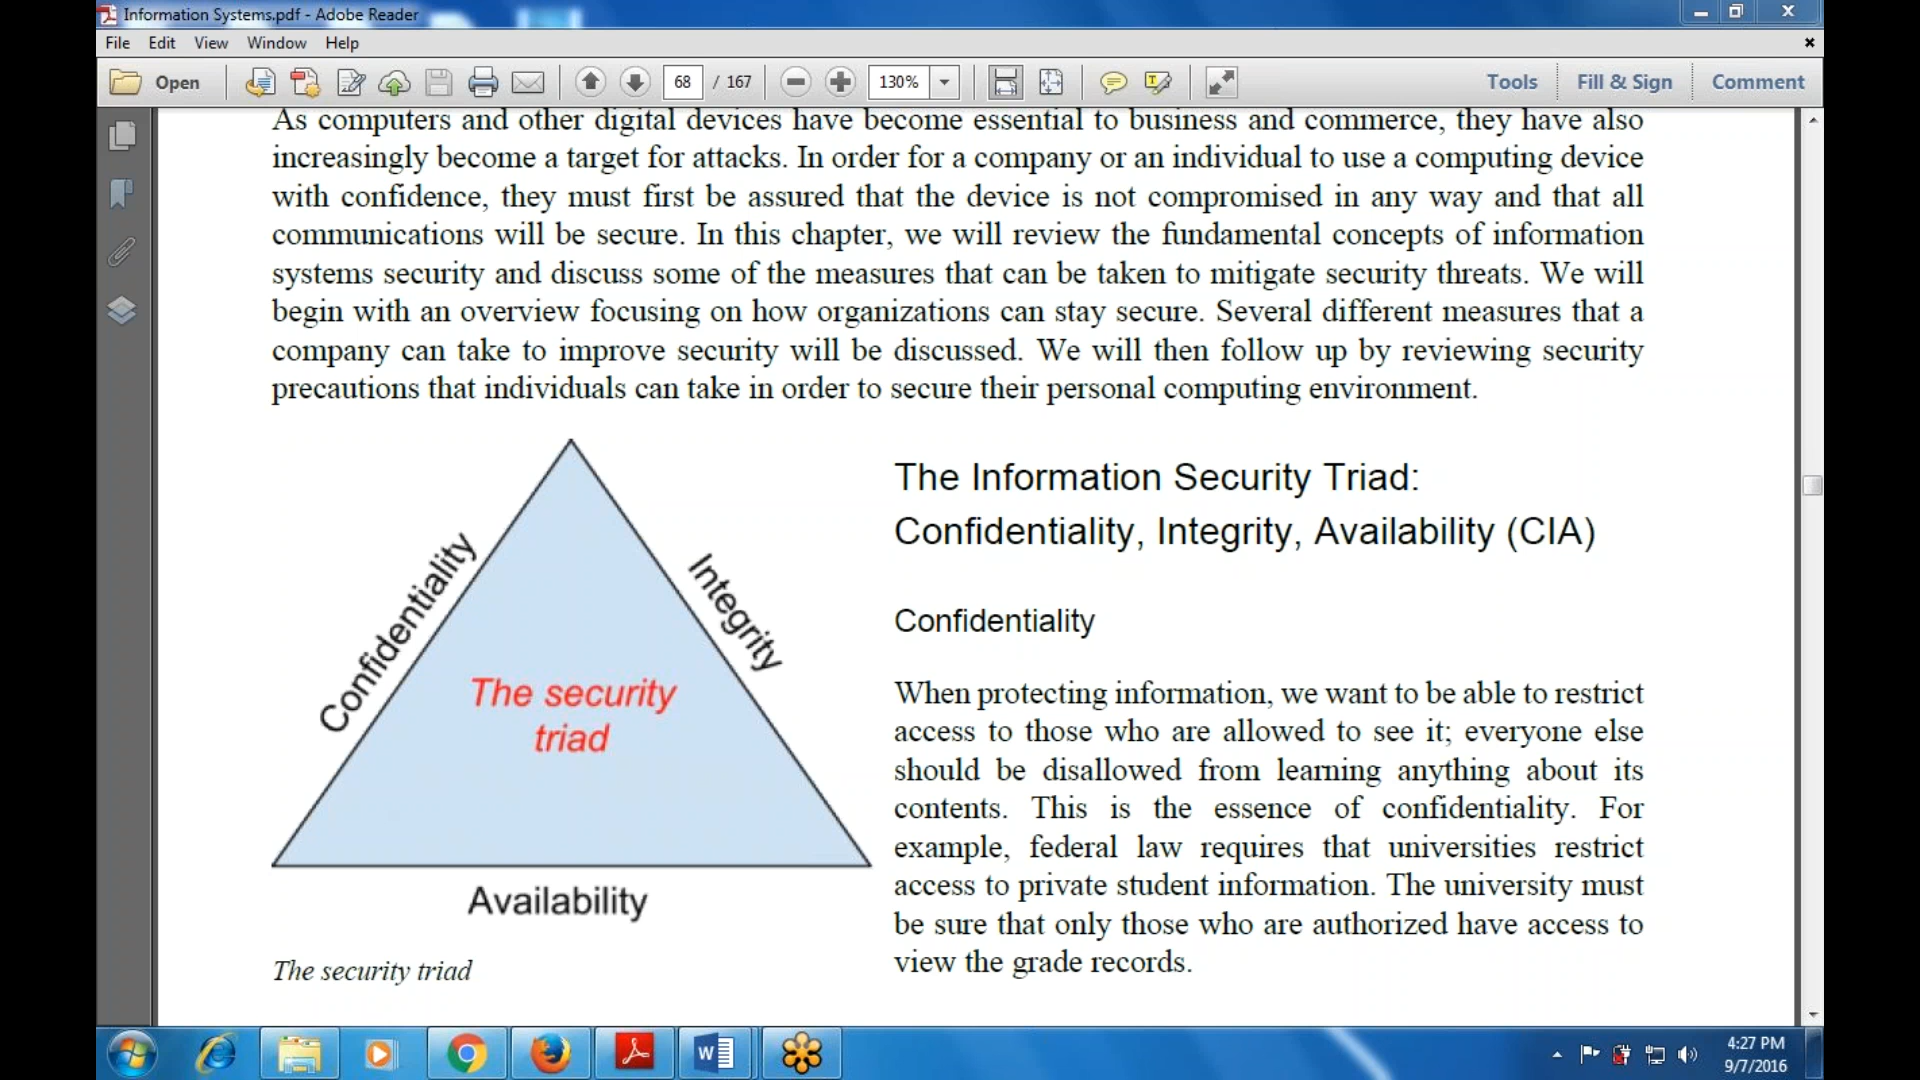 Information Systems.pdf - Adobe Reader
File Edit View Window Help
Open 68 / 167 130% Tools Fill & Sign Comment
As computers and other digital devices have become essential to business and commerce, they have also
increasingly become a target for attacks. In order for a company or an individual to use a computing device
with confidence, they must first be assured that the device is not compromised in any way and that all
communications will be secure. In this chapter, we will review the fundamental concepts of information
systems security and discuss some of the measures that can be taken to mitigate security threats. We will
begin with an overview focusing on how organizations can stay secure. Several different measures that a
company can take to improve security will be discussed. We will then follow up by reviewing security
precautions that individuals can take in order to secure their personal computing environment.
Confidentiality
Integrity
The security
triad
Availability
The security triad
The Information Security Triad:
Confidentiality, Integrity, Availability (CIA)
Confidentiality
When protecting information, we want to be able to restrict
access to those who are allowed to see it; everyone else
should be disallowed from learning anything about its
contents. This is the essence of confidentiality. For
example, federal law requires that universities restrict
access to private student information. The university must
be sure that only those who are authorized have access to
view the grade records.
4:27 PM
9/7/2016